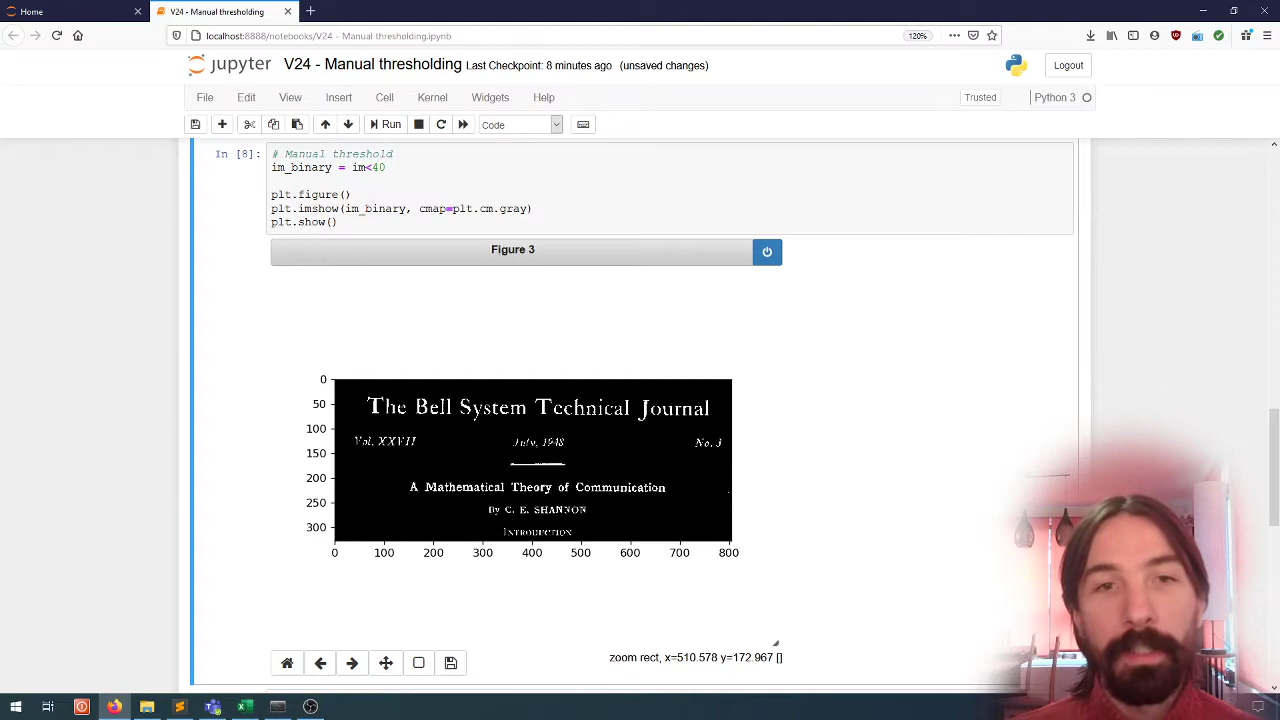 Home
V24 - Manual thresholding
localhost:8888/notebooks/V24 - Manual thresholding.ipynb
120%
jupyter V24 - Manual thresholding Last Checkpoint: 8 minutes ago (unsaved changes)
Logout
File Edit View Insert Cell Kernel Widgets Help
Trusted
Python 3
Run
Code
In [8]:
# Manual threshold
im_binary = im<40
plt.figure()
plt.imshow(im_binary, cmap=plt.cm.gray)
plt.show()
Figure 3
0
50
100
150
200
250
300
The Bell System Technical Journal
Vol. XXVII July, 1948 No. 3
A Mathematical Theory of Communication
By C. E. SHANNON
INTRODUCTION
0 100 200 300 400 500 600 700 800
zoom rect, x=510.578 y=172.967 []